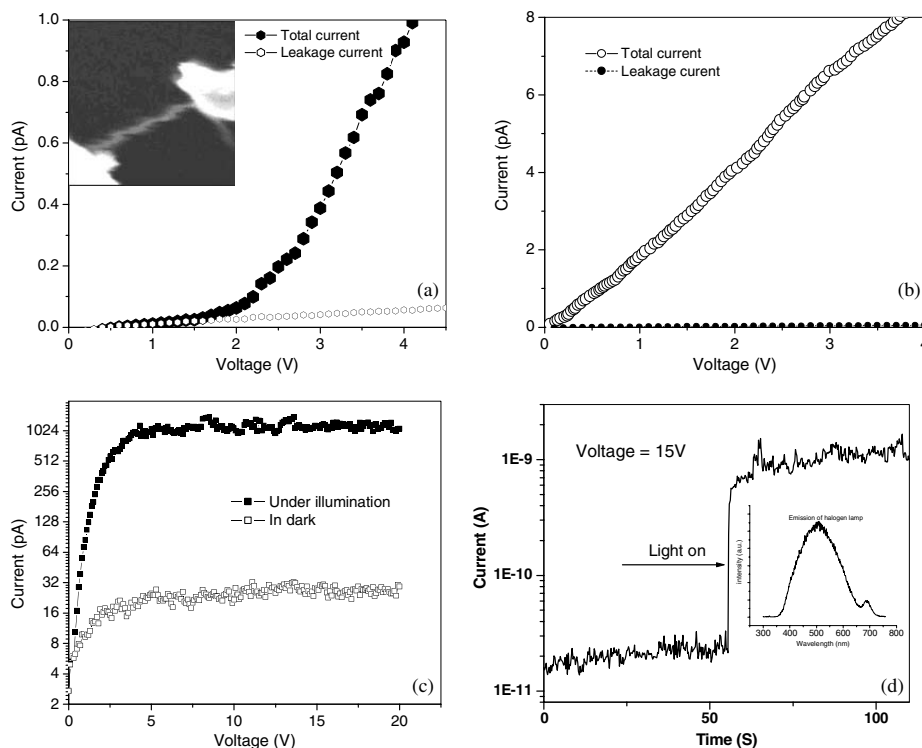 1.0
0.8
0.6
0.4
0.2
0.0
Current (pA)
Total current
Leakage current
(a)
0
1
2
3
4
Voltage (V)
8
6
4
2
0
Current (pA)
Total current
Leakage current
(b)
0
1
2
3
4
Voltage (V)
1024
512
256
128
64
32
16
8
4
2
Current (pA)
Under illumination
In dark
(c)
0
5
10
15
20
Voltage (V)
1E-9
1E-10
1E-11
Current (A)
Voltage = 15V
Light on
Emission of halogen lamp
Intensity (a.u.)
300 400 500 600 700 800
Wavelength (nm)
(d)
0
50
100
Time (S)